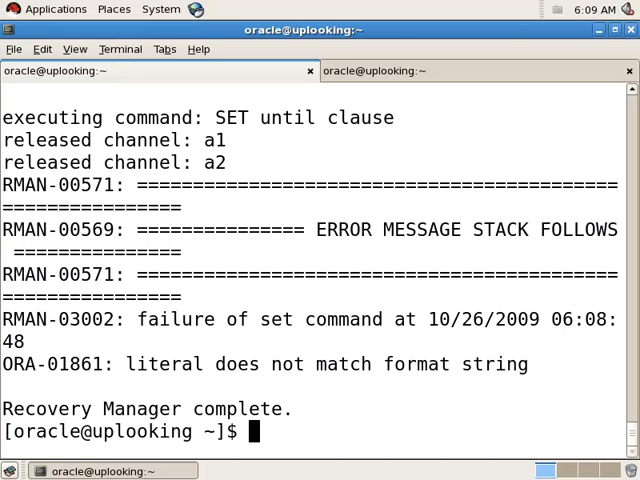 Applications Places System 6:09 AM
oracle@uplooking:~
File Edit View Terminal Tabs Help
oracle@uplooking:~ oracle@uplooking:~
executing command: SET until clause
released channel: a1
released channel: a2
RMAN-00571: ===========================================
================
RMAN-00569: =============== ERROR MESSAGE STACK FOLLOWS
 ===============
RMAN-00571: ===========================================
================
RMAN-03002: failure of set command at 10/26/2009 06:08:
48
ORA-01861: literal does not match format string
Recovery Manager complete.
[oracle@uplooking ~]$
oracle@uplooking:~